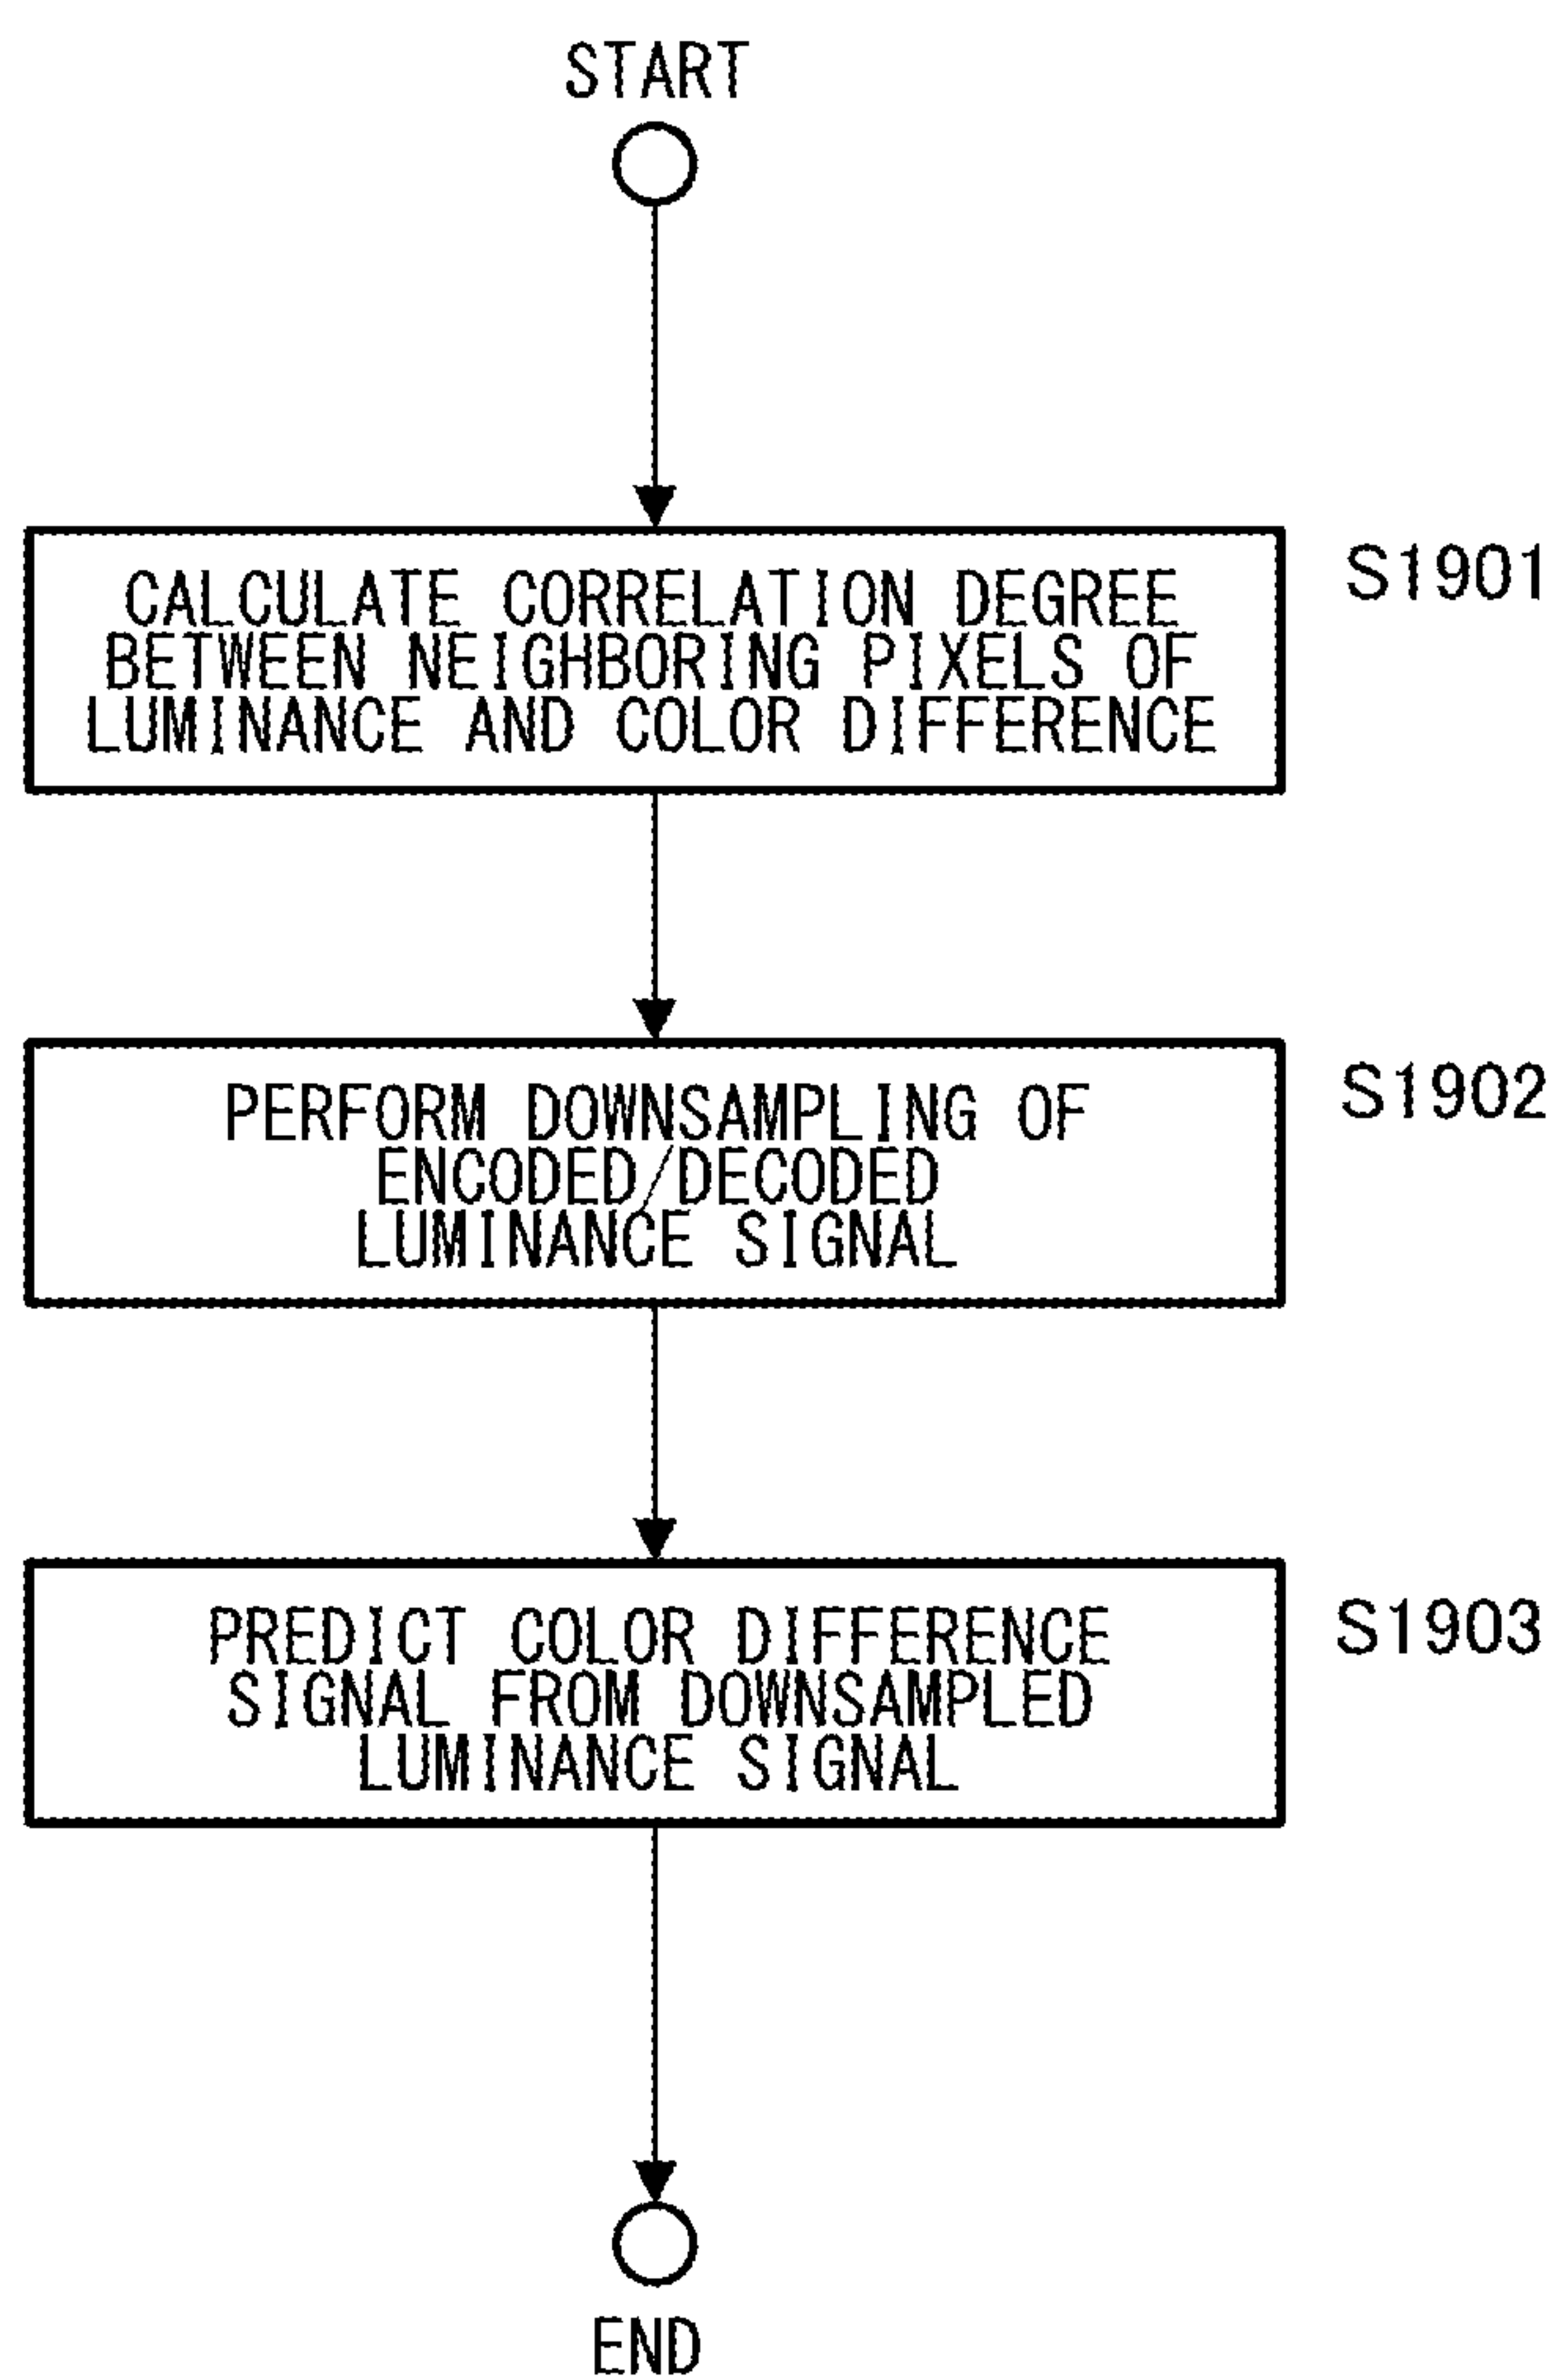 START
CALCULATE CORRELATION DEGREE
BETWEEN NEIGHBORING PIXELS OF
LUMINANCE AND COLOR DIFFERENCE
S1901
PERFORM DOWNSAMPLING OF
ENCODED/DECODED
LUMINANCE SIGNAL
S1902
PREDICT COLOR DIFFERENCE
SIGNAL FROM DOWNSAMPLED
LUMINANCE SIGNAL
S1903
END